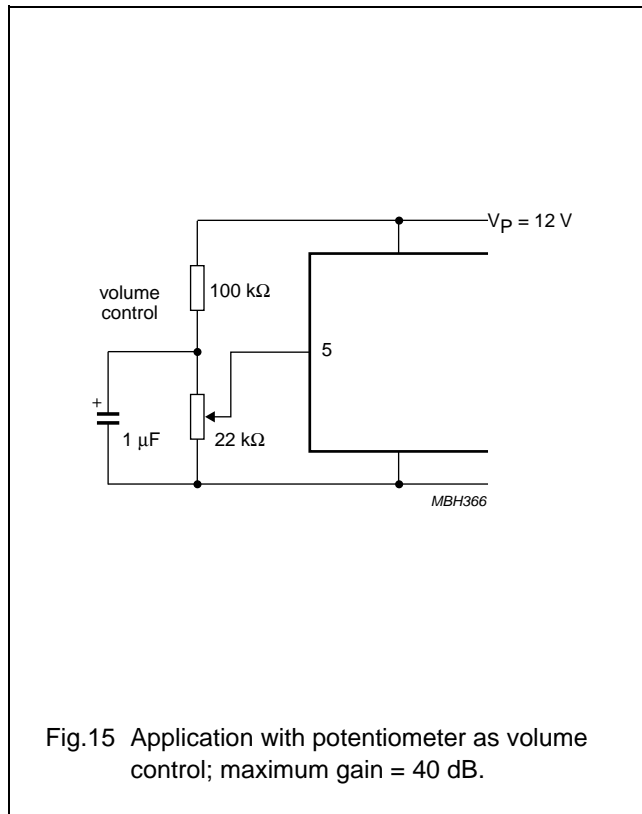 V_P = 12 V
100 kΩ
volume
control
5
+
1 μF
22 kΩ
MBH366
Fig.15 Application with potentiometer as volume
control; maximum gain = 40 dB.